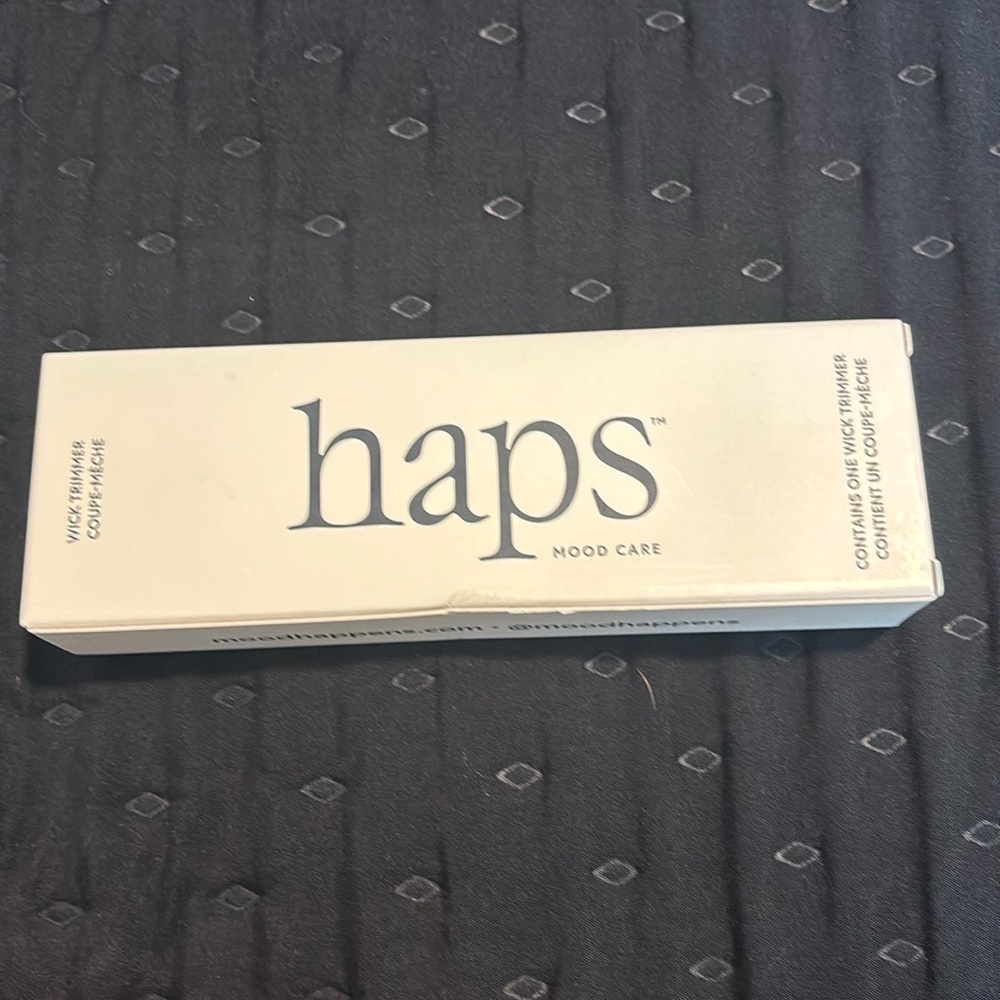 WICK TRIMMER
COUPE-MÈCHE
haps™
MOOD CARE
CONTAINS ONE WICK TRIMMER
CONTIENT UN COUPE-MÈCHE
moodhappens.com • @moodhappens